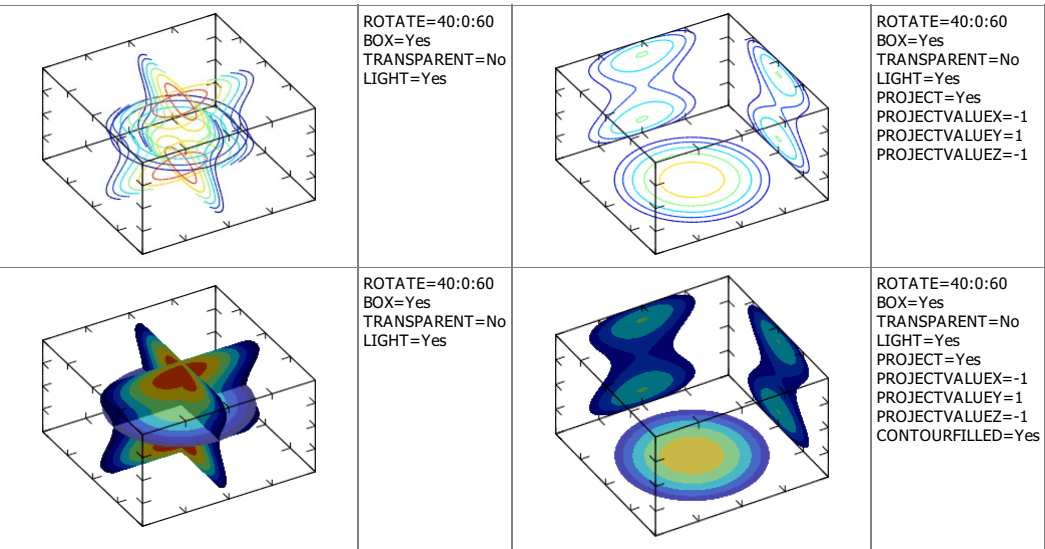 ROTATE=40:0:60
BOX=Yes
TRANSPARENT=No
LIGHT=Yes
ROTATE=40:0:60
BOX=Yes
TRANSPARENT=No
LIGHT=Yes
PROJECT=Yes
PROJECTVALUEX=-1
PROJECTVALUEY=1
PROJECTVALUEZ=-1
ROTATE=40:0:60
BOX=Yes
TRANSPARENT=No
LIGHT=Yes
ROTATE=40:0:60
BOX=Yes
TRANSPARENT=No
LIGHT=Yes
PROJECT=Yes
PROJECTVALUEX=-1
PROJECTVALUEY=1
PROJECTVALUEZ=-1
CONTOURFILLED=Yes